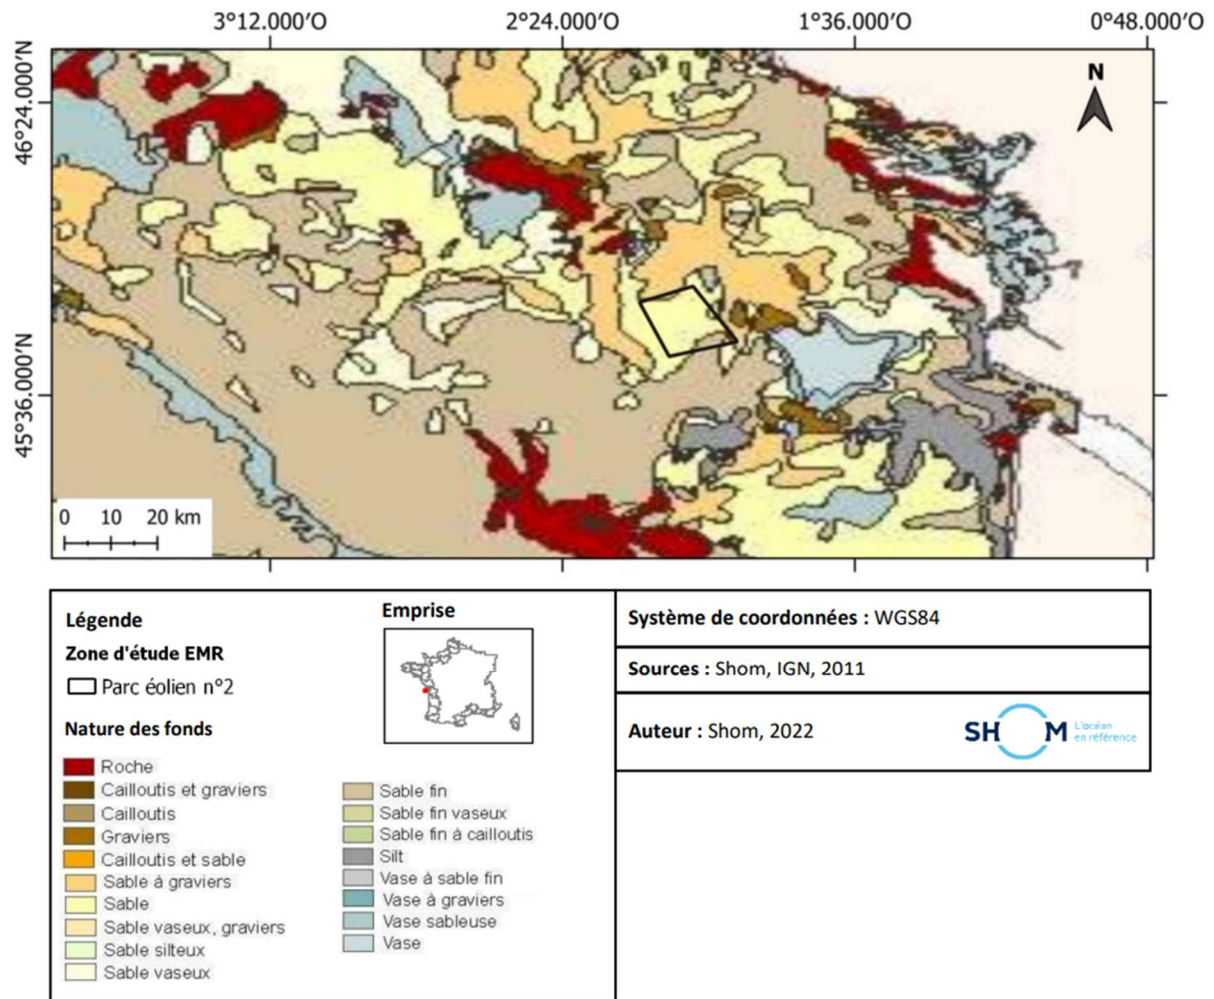 3°12.000′O 2°24.000′O 1°36.000′O 0°48.000′O
46°24.000′N
45°36.000′N
N
0 10 20 km
Légende
Zone d'étude EMR
Parc éolien n°2
Nature des fonds
Roche
Cailloutis et graviers
Cailloutis
Graviers
Cailloutis et sable
Sable à graviers
Sable
Sable vaseux, graviers
Sable silteux
Sable vaseux
Sable fin
Sable fin vaseux
Sable fin à cailloutis
Silt
Vase à sable fin
Vase à graviers
Vase sableuse
Vase
Emprise
Système de coordonnées : WGS84
Sources : Shom, IGN, 2011
Auteur : Shom, 2022
SHOM
L'océan
en référence